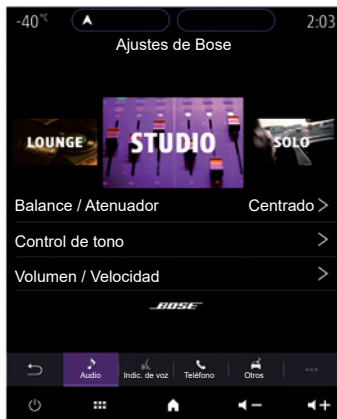 -40°C 2:03
Ajustes de Bose
LOUNGE STUDIO SOLO
Balance / Atenuador Centrado
Control de tono
Volumen / Velocidad
BOSE
Audio Indic. de voz Teléfono Otros